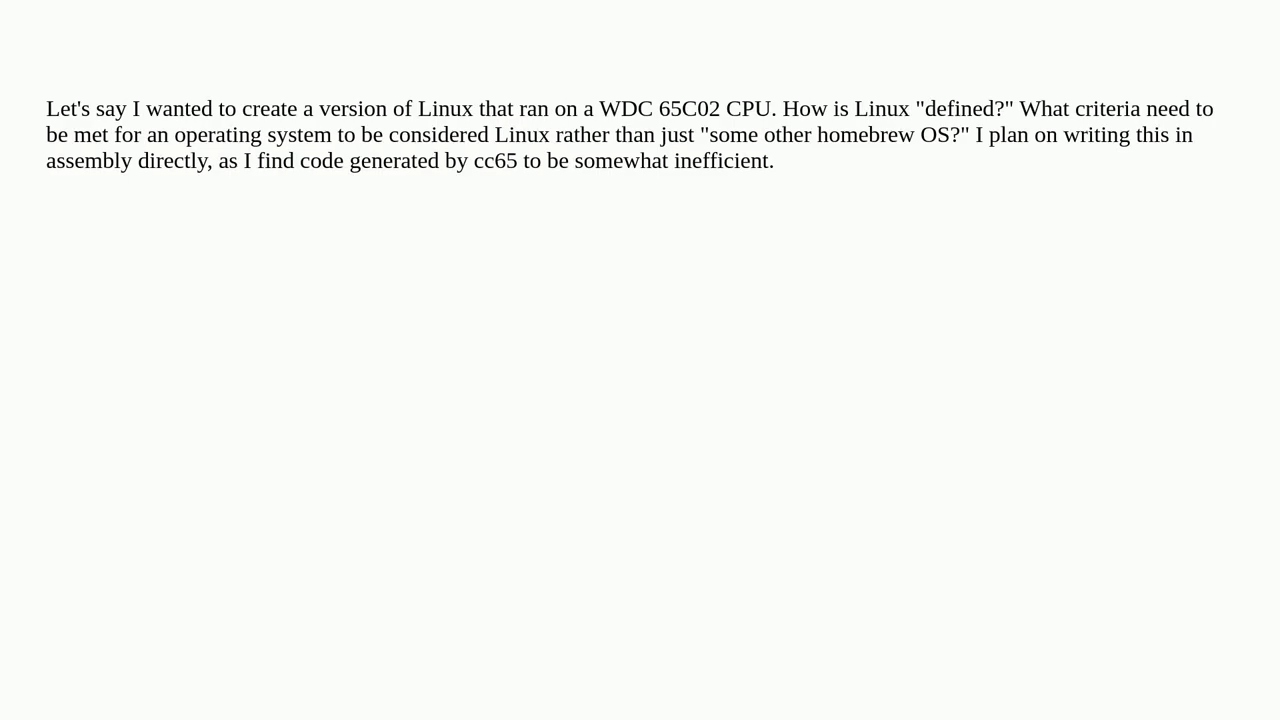 Let's say I wanted to create a version of Linux that ran on a WDC 65C02 CPU. How is Linux "defined?" What criteria need to
be met for an operating system to be considered Linux rather than just "some other homebrew OS?" I plan on writing this in
assembly directly, as I find code generated by cc65 to be somewhat inefficient.